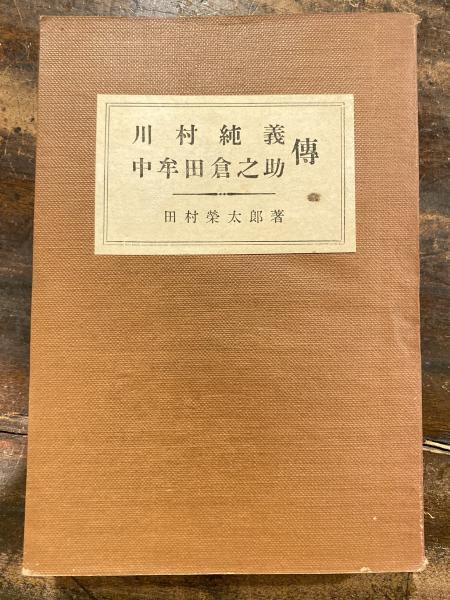 川村純義
中牟田倉之助
傳
田村榮太郎著